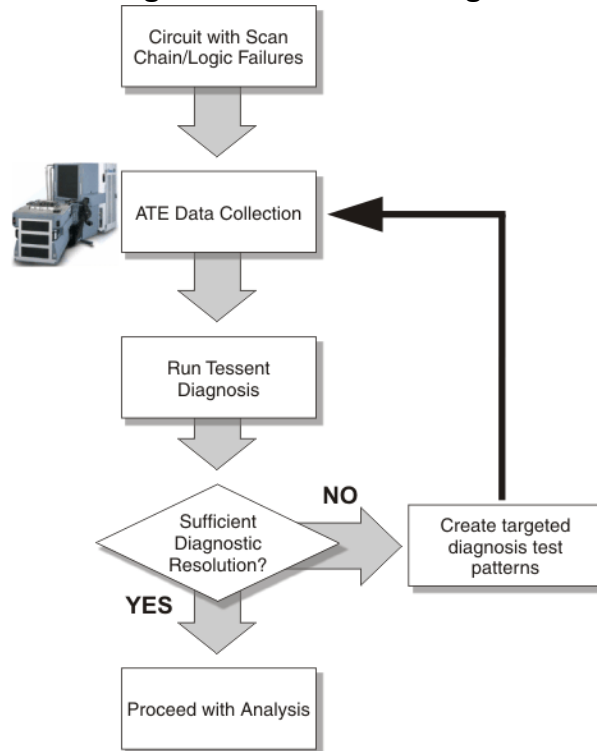 Circuit with Scan
Chain/Logic Failures
ATE Data Collection
Run Tessent
Diagnosis
Sufficient
Diagnostic
Resolution?
NO
Create targeted
diagnosis test
patterns
YES
Proceed with Analysis